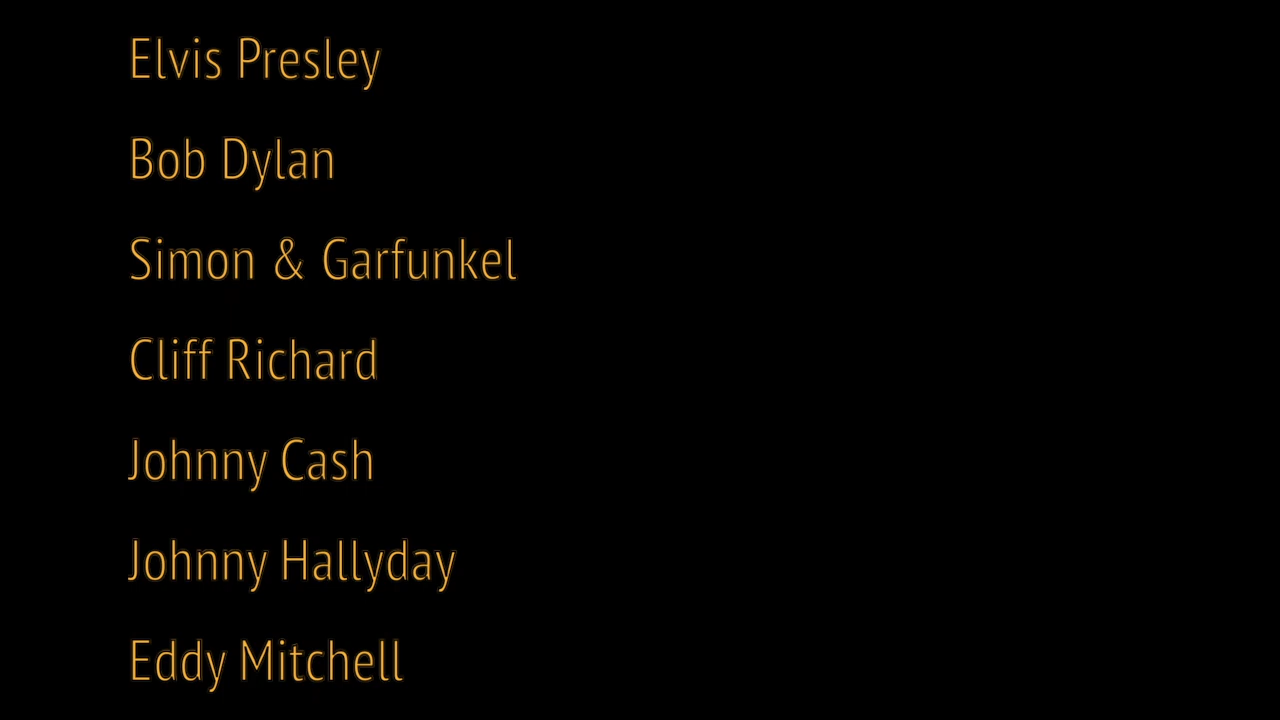 Elvis Presley
Bob Dylan
Simon & Garfunkel
Cliff Richard
Johnny Cash
Johnny Hallyday
Eddy Mitchell